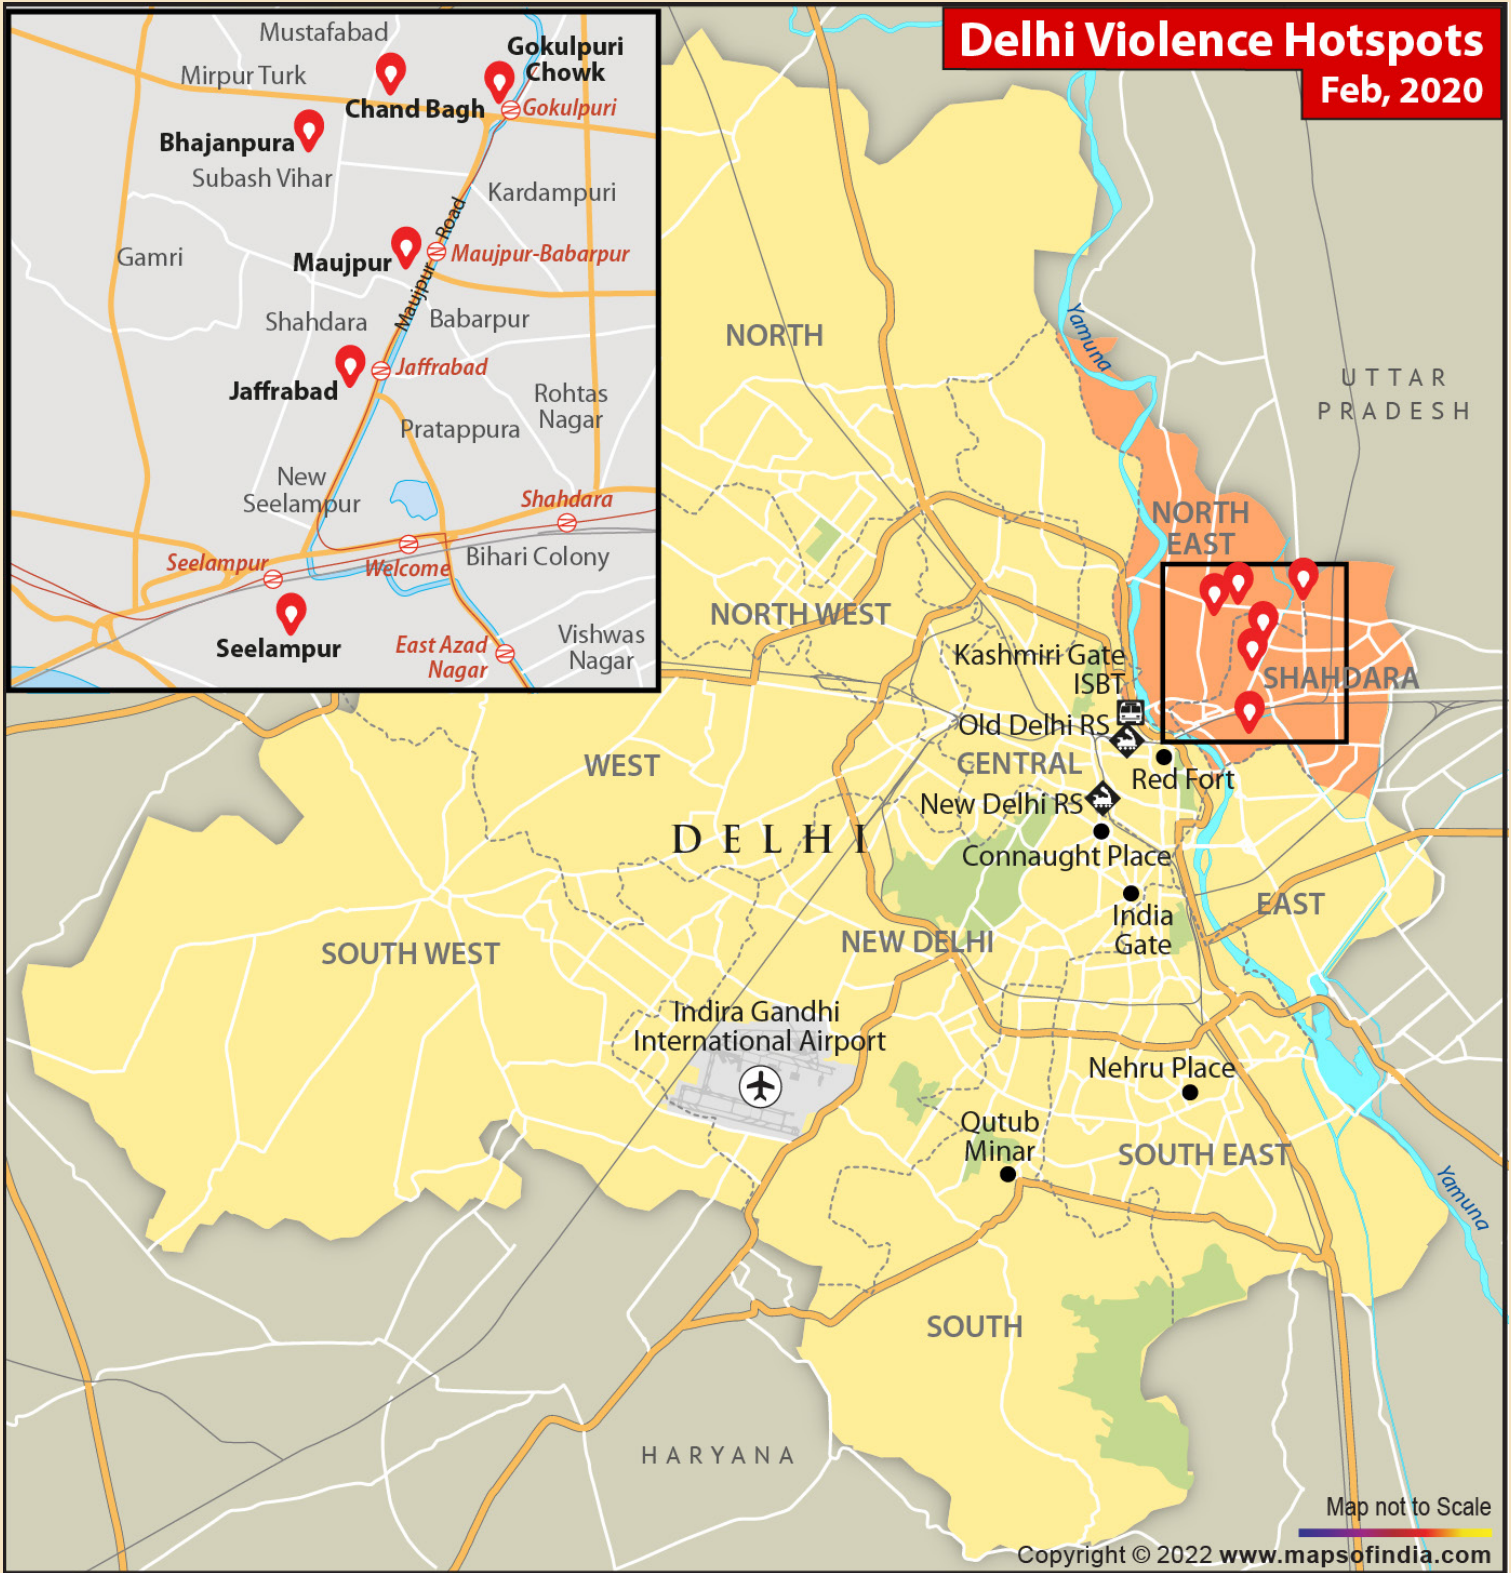 Delhi Violence Hotspots
Feb, 2020
Mustafabad
Gokulpuri
Chowk
Mirpur Turk
Chand Bagh
Gokulpuri
Bhajanpura
Subash Vihar
Kardampuri
Maujpur Road
Gamri
Maujpur
Maujpur-Babarpur
Shahdara
Babarpur
Jaffrabad
Jaffrabad
Rohtas
Nagar
Pratappura
New
Seelampur
Shahdara
Seelampur
Welcome
Bihari Colony
Seelampur
East Azad
Nagar
Vishwas
Nagar
NORTH
Yamuna
UTTAR
PRADESH
NORTH
EAST
NORTH WEST
Kashmiri Gate
ISBT
SHAHDARA
Old Delhi RS
WEST
CENTRAL
Red Fort
New Delhi RS
DELHI
Connaught Place
EAST
India
Gate
NEW DELHI
SOUTH WEST
Indira Gandhi
International Airport
Nehru Place
Qutub
Minar
SOUTH EAST
Yamuna
SOUTH
HARYANA
Map not to Scale
Copyright © 2022 www.mapsofindia.com